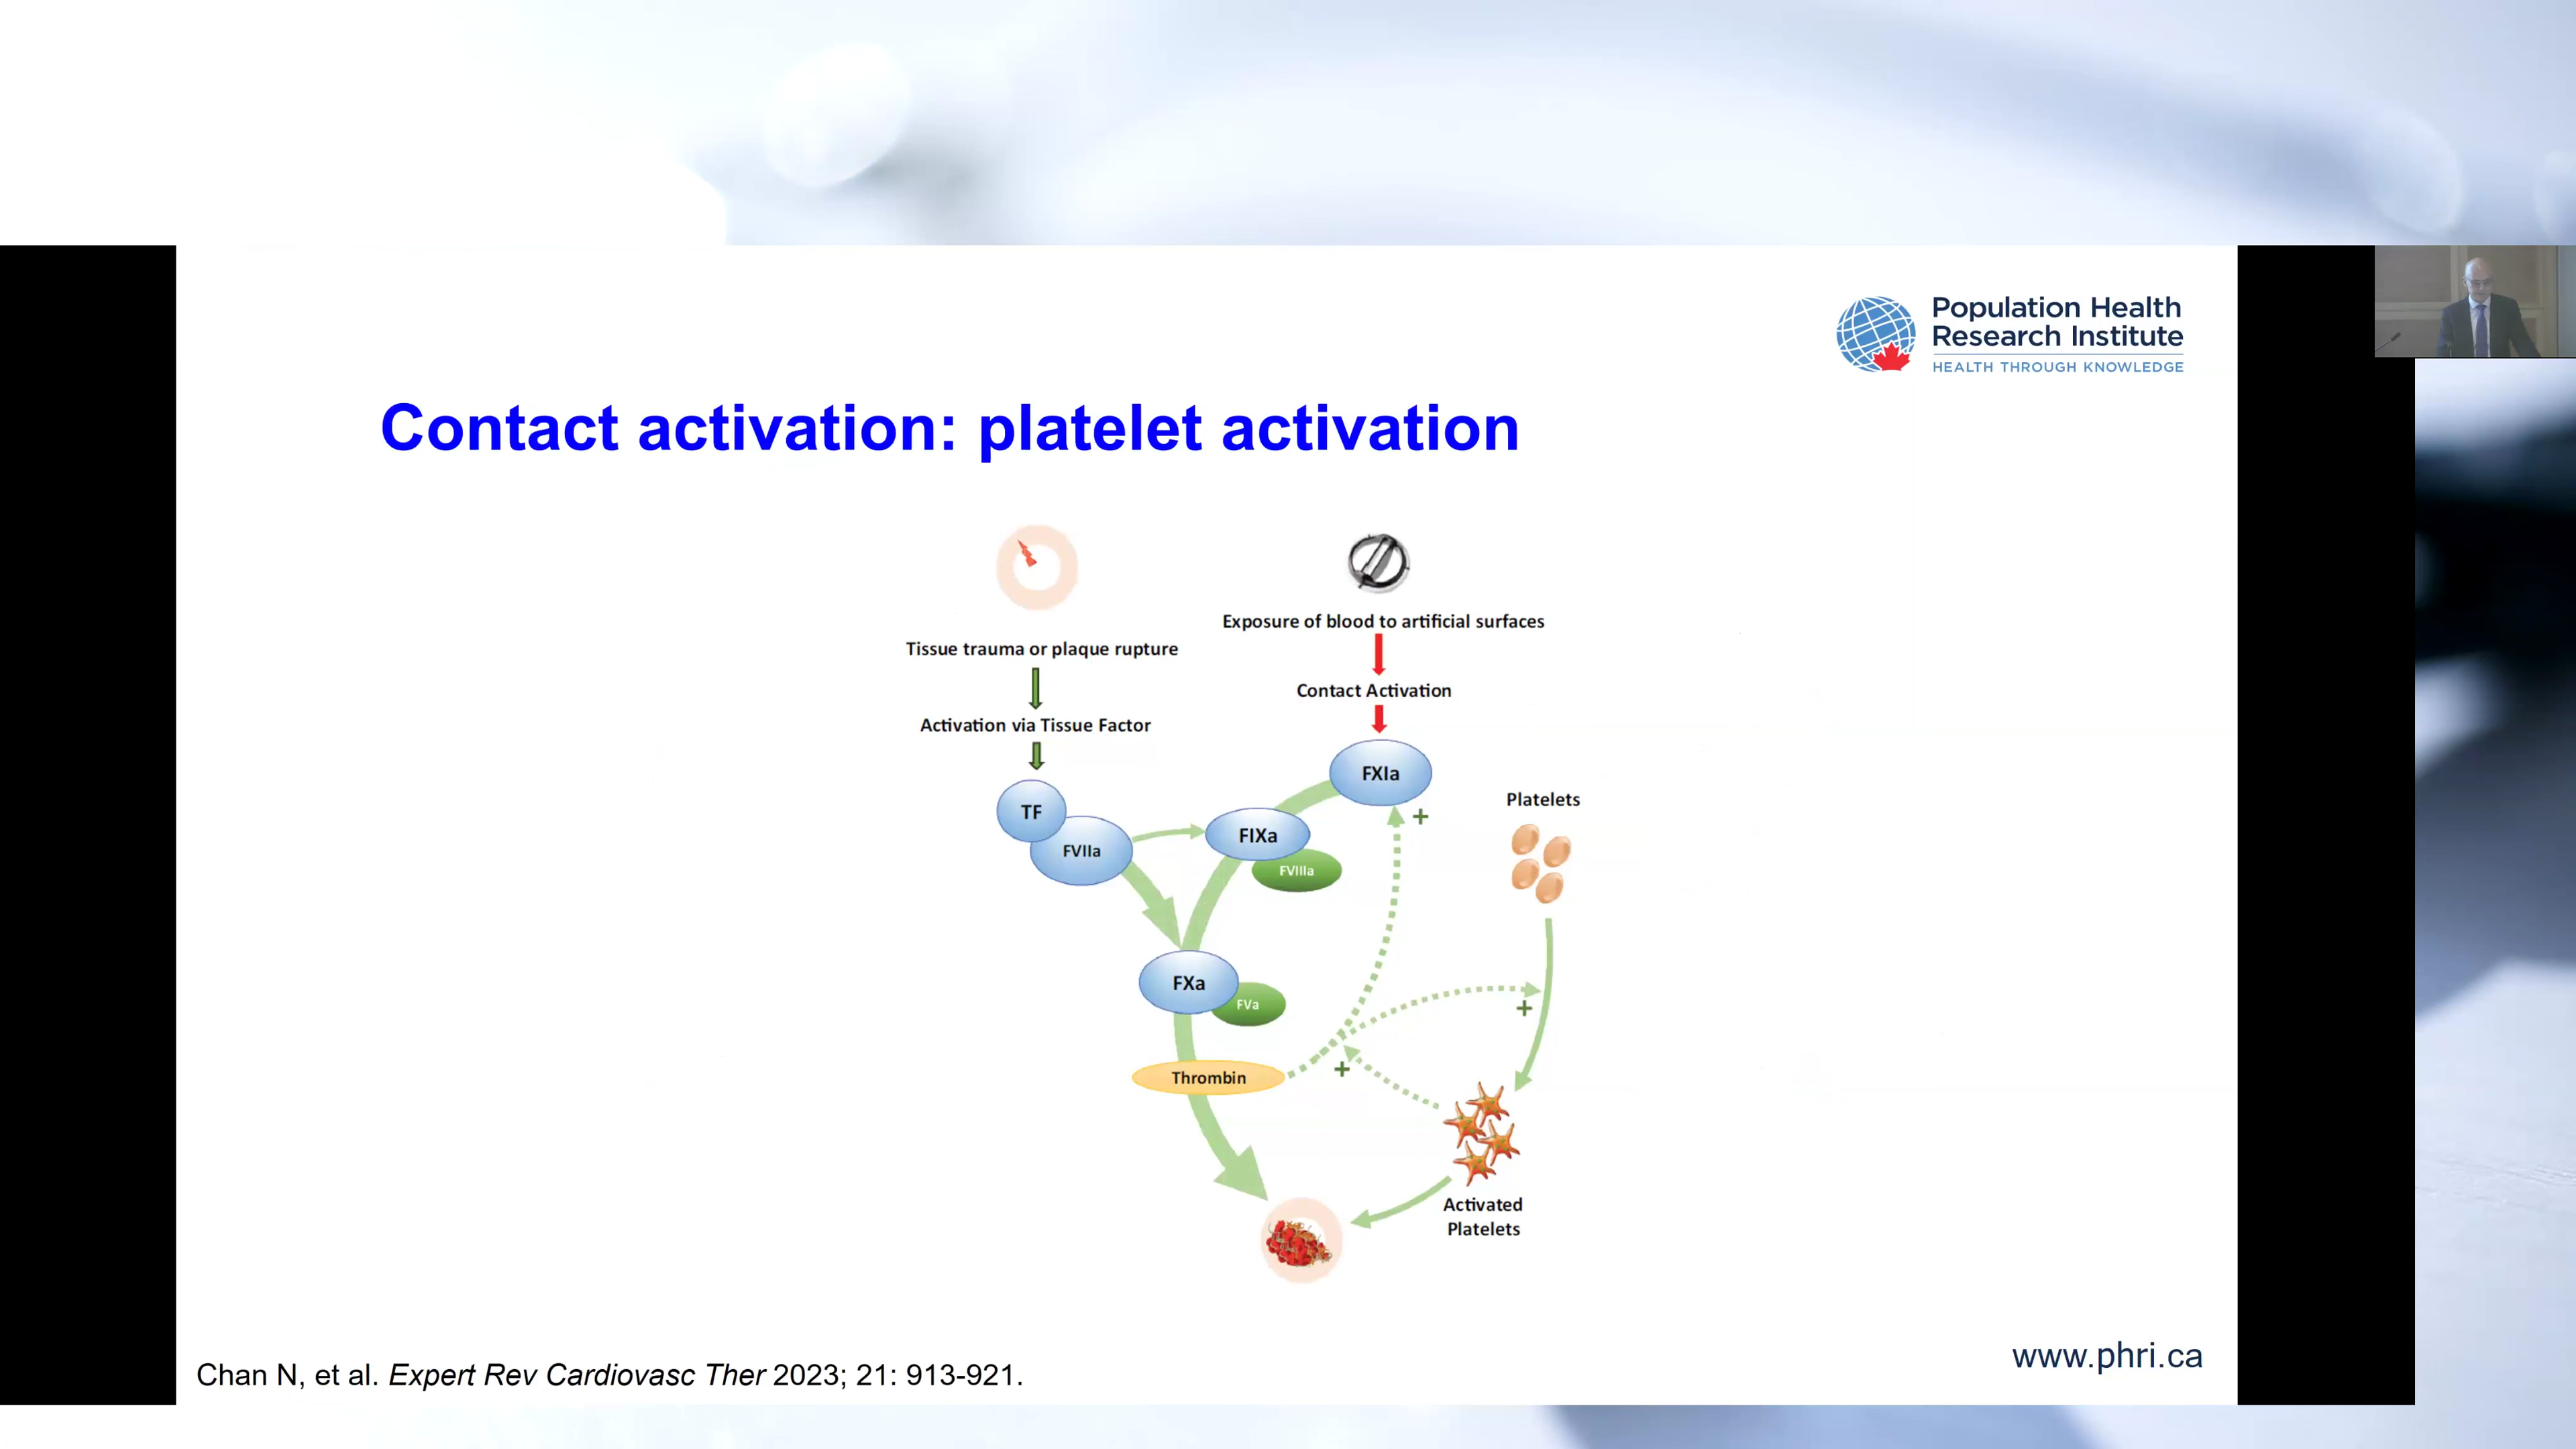 Population Health
Research Institute
HEALTH THROUGH KNOWLEDGE
Contact activation: platelet activation
Exposure of blood to artificial surfaces
Tissue trauma or plaque rupture
Contact Activation
Activation via Tissue Factor
FXIa
Platelets
TF
+
FIXa
FVIIa
FVIIIa
FXa
FVa
+
+
Thrombin
Activated
Platelets
www.phri.ca
Chan N, et al. Expert Rev Cardiovasc Ther 2023; 21: 913-921.